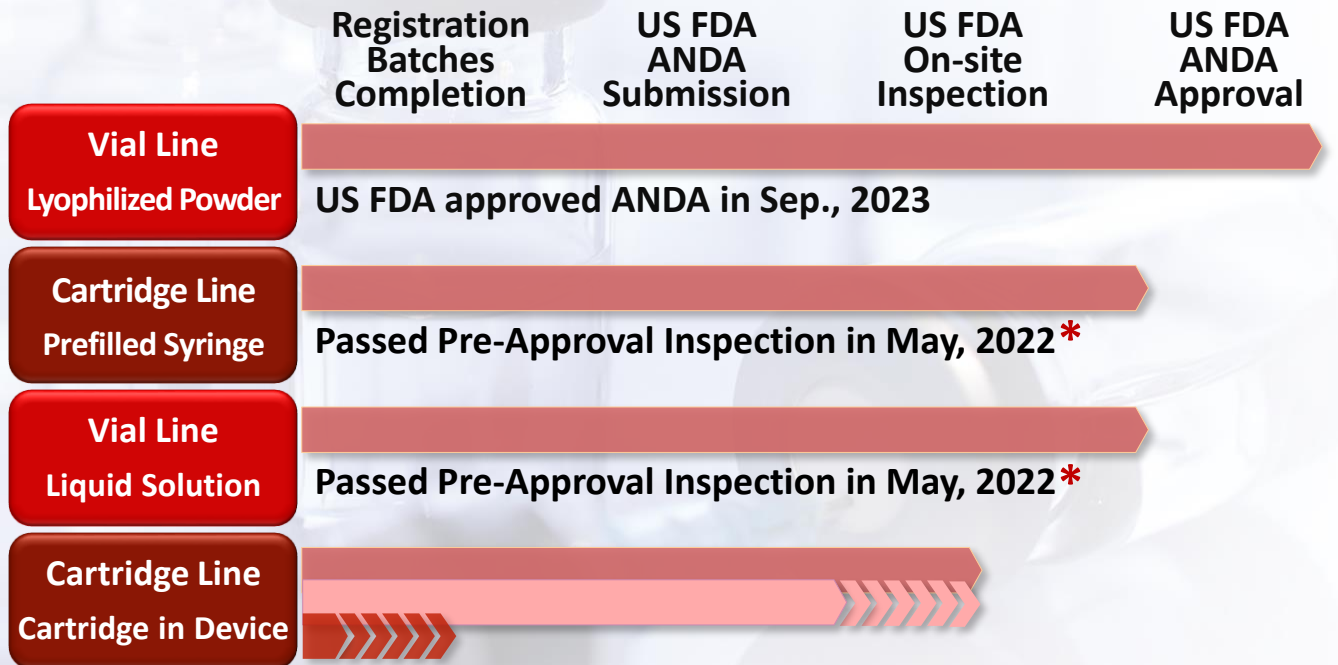 Registration
Batches
Completion
US FDA
ANDA
Submission
US FDA
On-site
Inspection
US FDA
ANDA
Approval
Vial Line
Lyophilized Powder
US FDA approved ANDA in Sep., 2023
Cartridge Line
Prefilled Syringe
Passed Pre-Approval Inspection in May, 2022*
Vial Line
Liquid Solution
Passed Pre-Approval Inspection in May, 2022*
Cartridge Line
Cartridge in Device